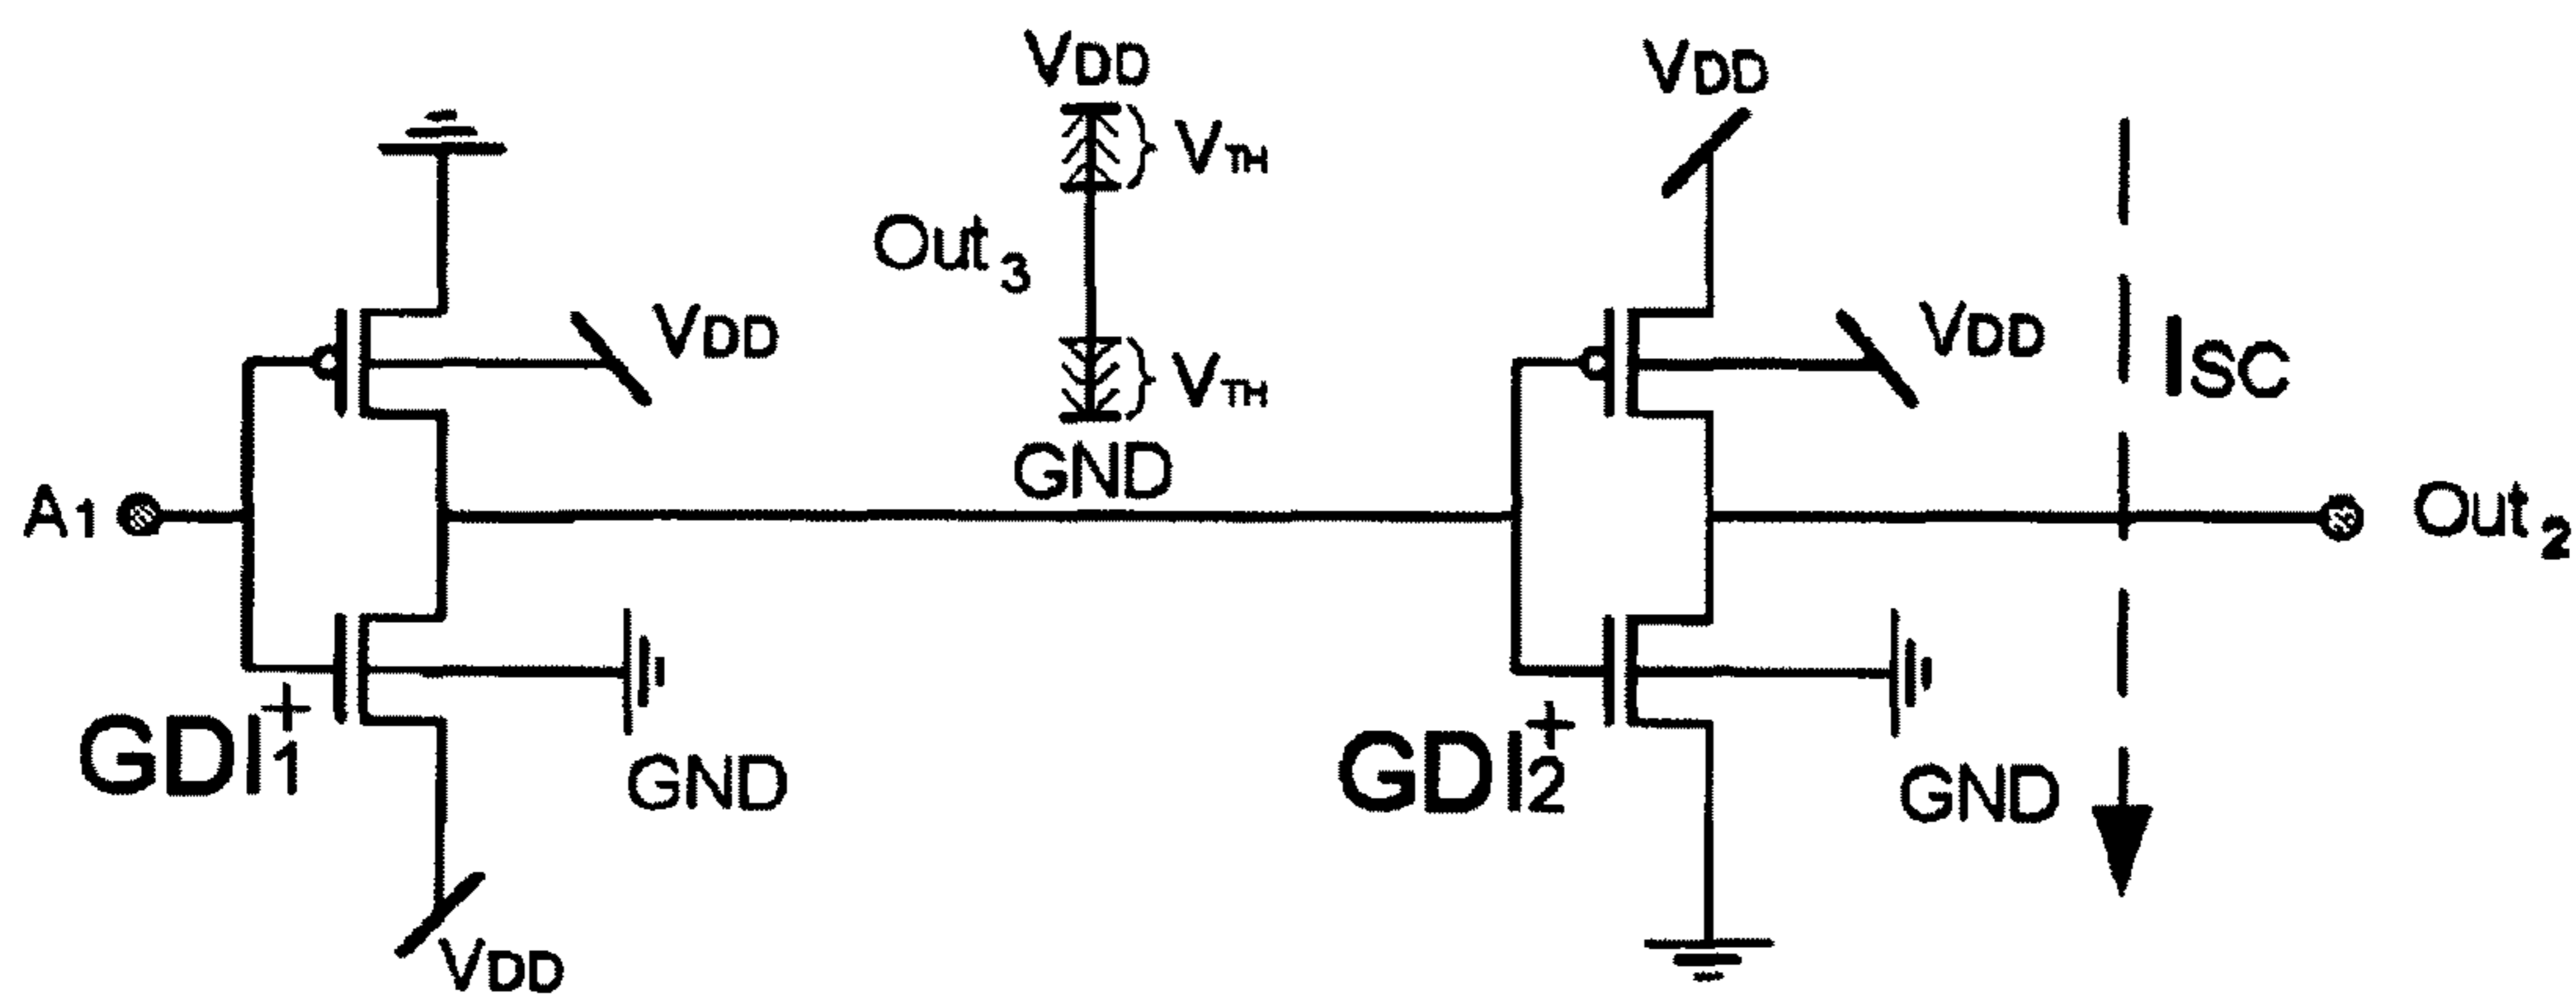 VDD
VTH
Out3
VTH
GND
VDD
VDD
VDD
ISC
A1
Out2
GDI1+
GND
GDI2+
GND
VDD